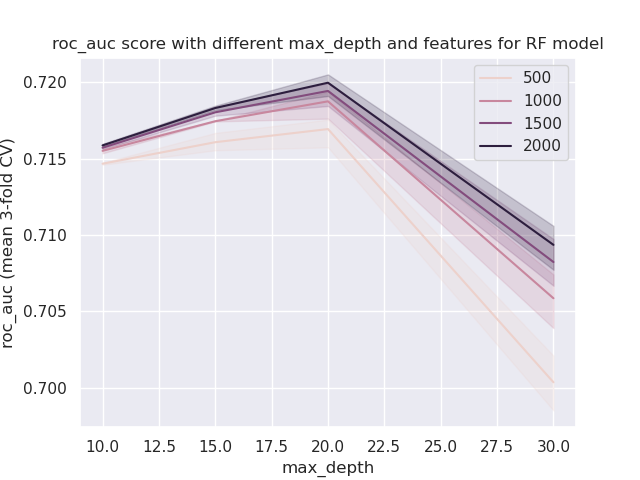 roc_auc score with different max_depth and features for RF model
500
1000
1500
2000
0.720
0.715
0.710
0.705
0.700
roc_auc (mean 3-fold CV)
10.0 12.5 15.0 17.5 20.0 22.5 25.0 27.5 30.0
max_depth